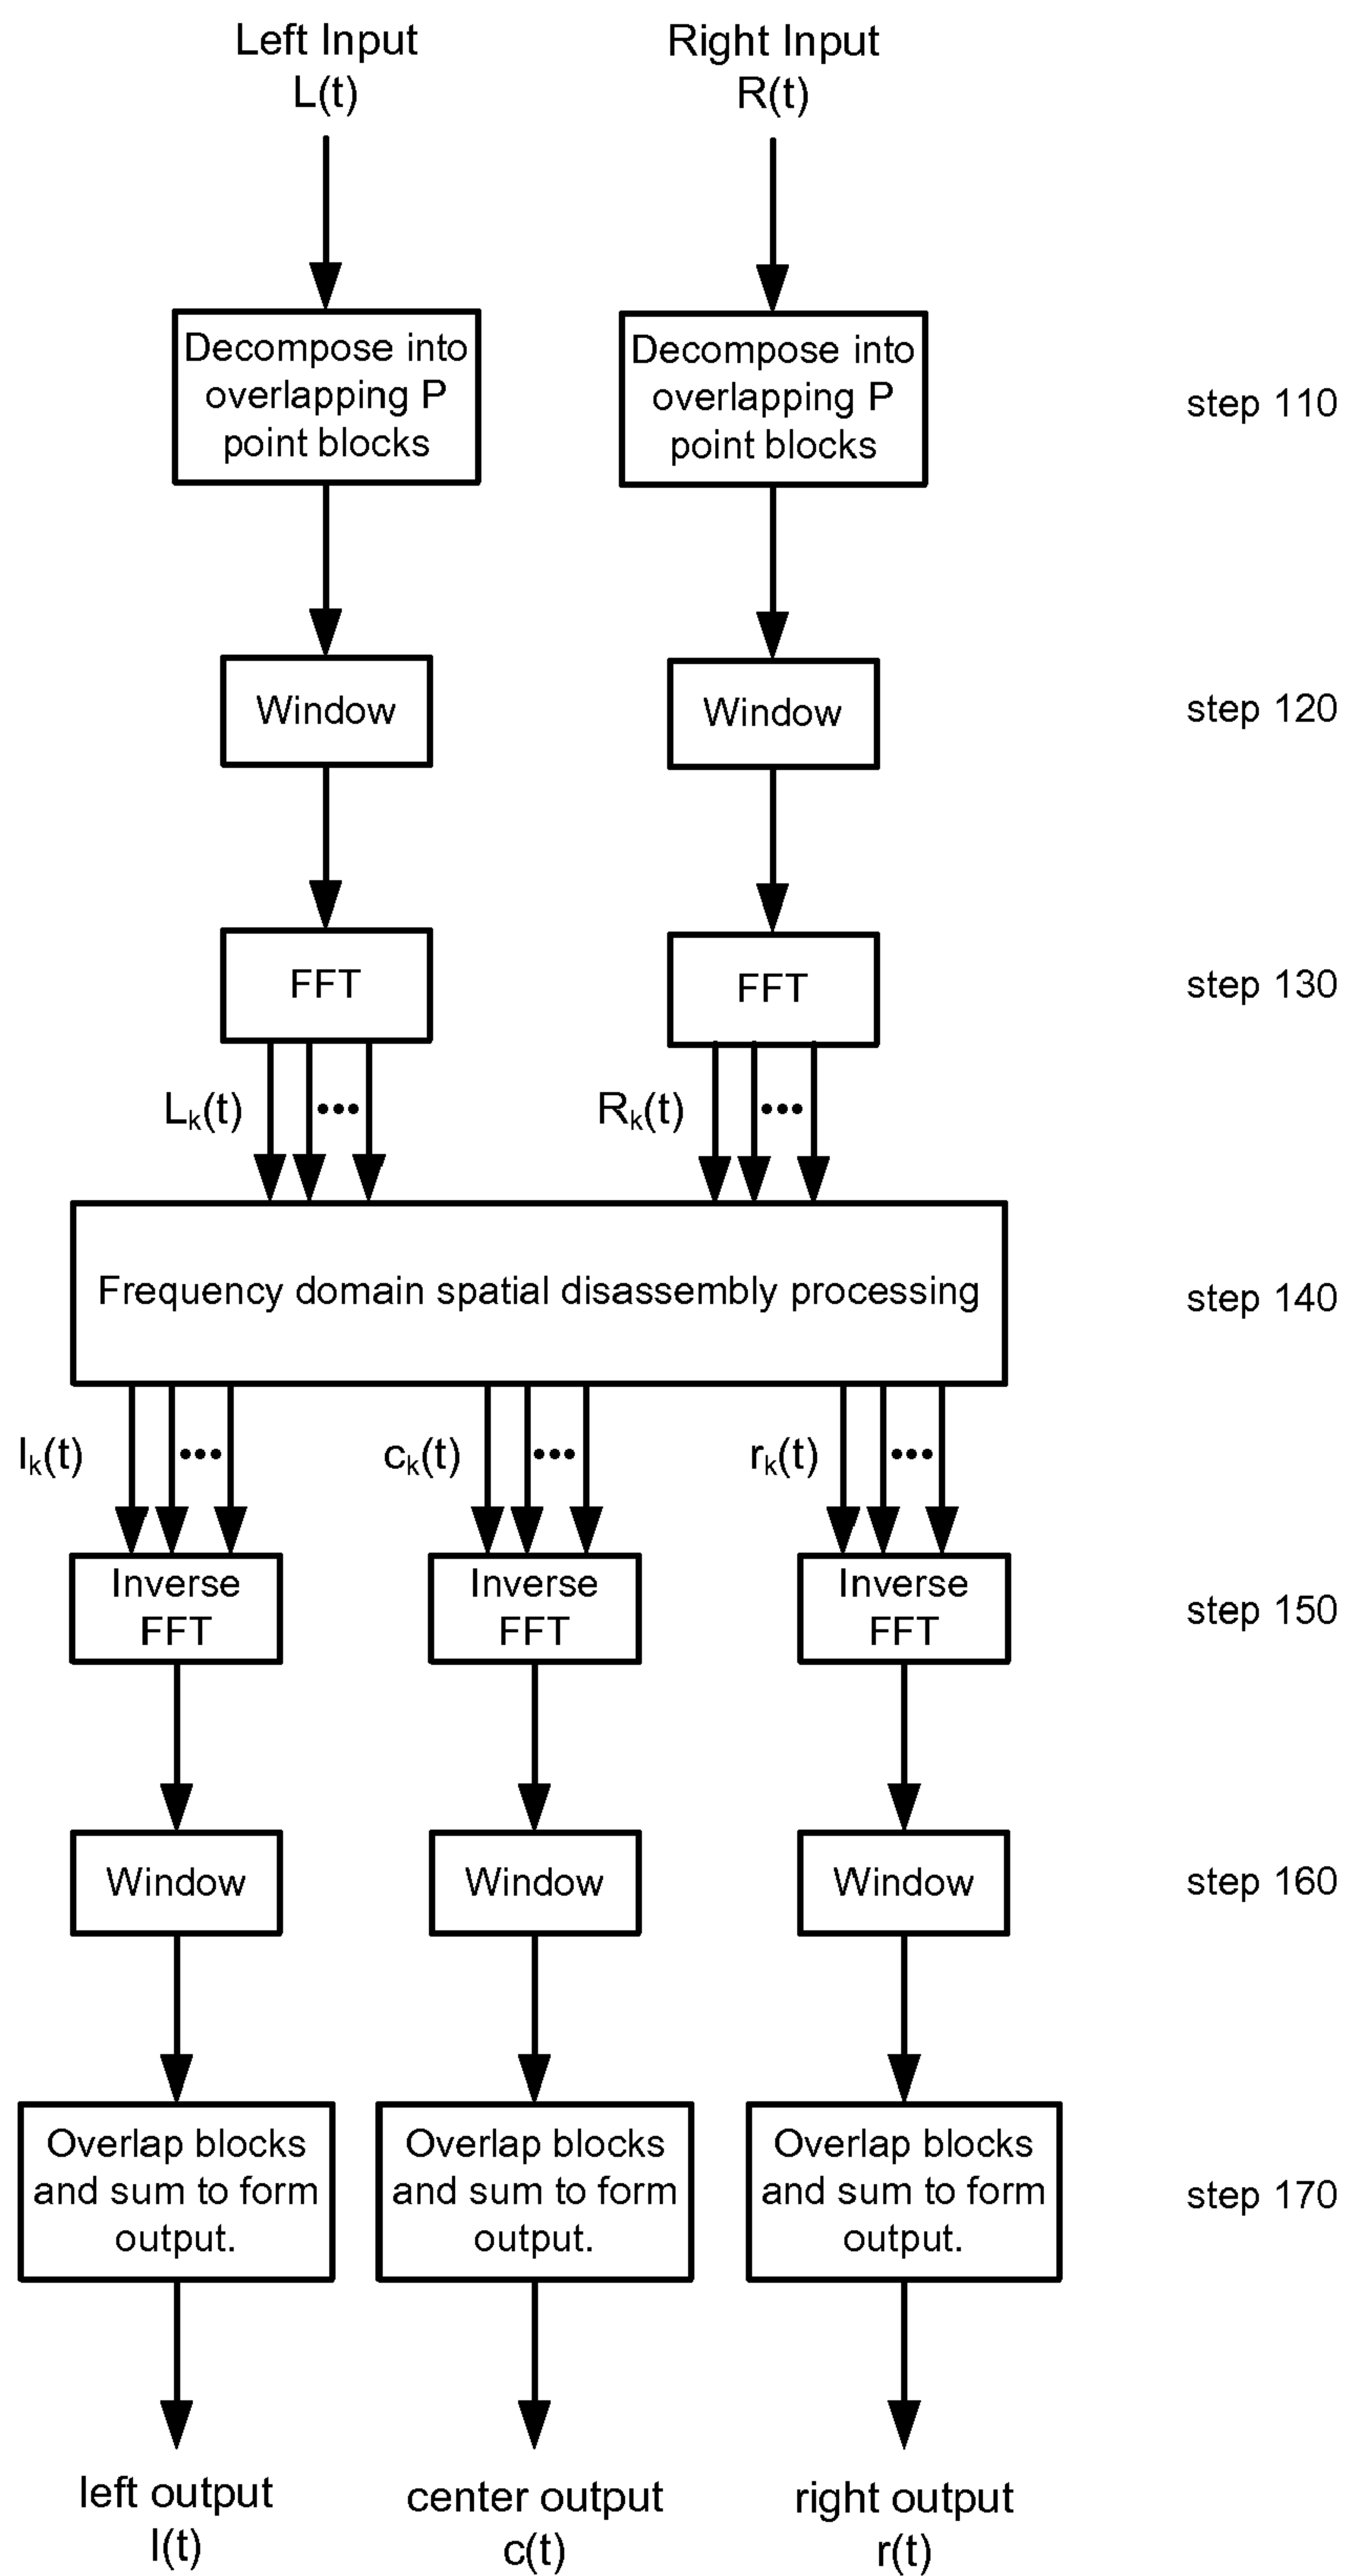 Left Input
L(t)
Right Input
R(t)
Decompose into
overlapping P
point blocks
Decompose into
overlapping P
point blocks
step 110
Window
Window
step 120
FFT
FFT
step 130
Lk(t)
Rk(t)
Frequency domain spatial disassembly processing
step 140
lk(t)
ck(t)
rk(t)
Inverse
FFT
Inverse
FFT
Inverse
FFT
step 150
Window
Window
Window
step 160
Overlap blocks
and sum to form
output.
Overlap blocks
and sum to form
output.
Overlap blocks
and sum to form
output.
step 170
left output
l(t)
center output
c(t)
right output
r(t)